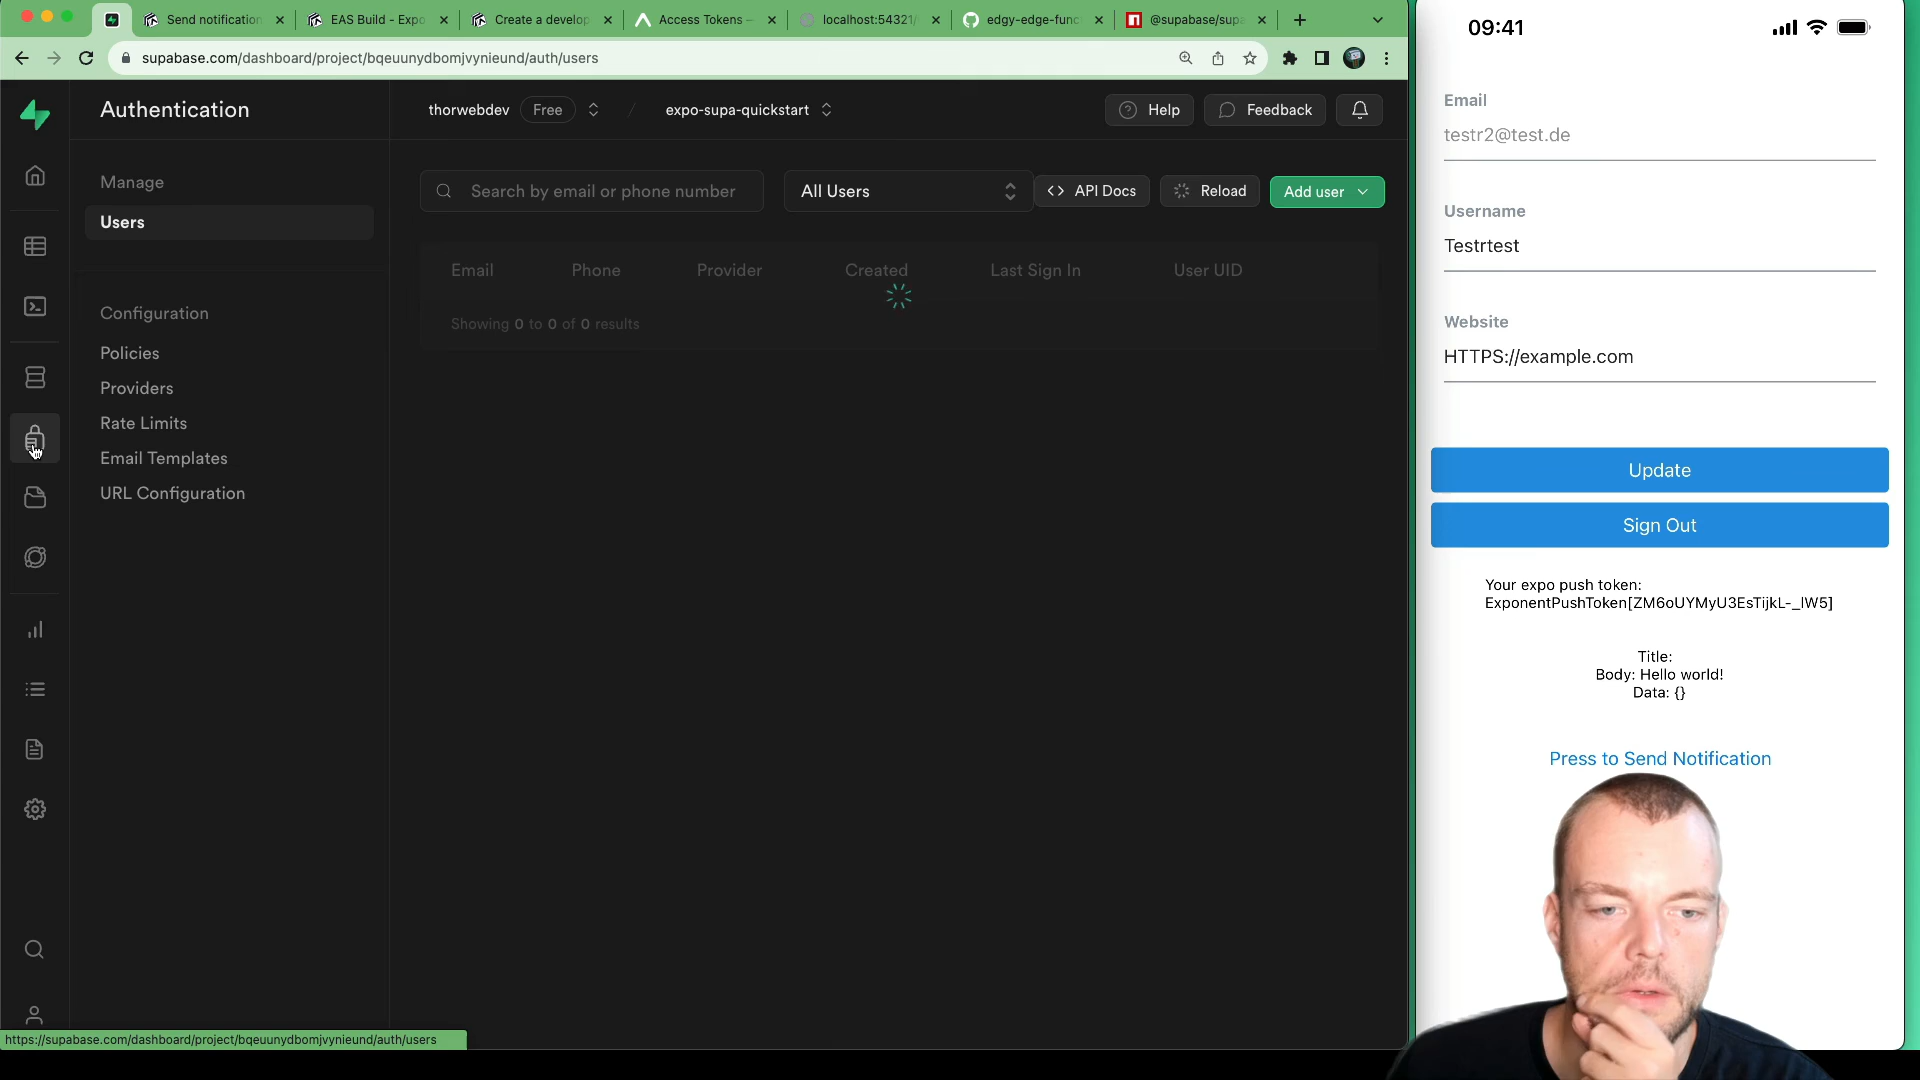 Send notification
EAS Build - Expo
Create a develop
Access Tokens —
localhost:54321/
edgy-edge-func
@supabase/supa
supabase.com/dashboard/project/bqeuunydbomjvynieund/auth/users
Authentication
thorwebdev
Free
/
expo-supa-quickstart
Help
Feedback
Manage
Users
Search by email or phone number
All Users
<> API Docs
Reload
Add user
Email
Phone
Provider
Created
Last Sign In
User UID
Showing 0 to 0 of 0 results
Configuration
Policies
Providers
Rate Limits
Email Templates
URL Configuration
https://supabase.com/dashboard/project/bqeuunydbomjvynieund/auth/users
09:41
Email
testr2@test.de
Username
Testrtest
Website
HTTPS://example.com
Update
Sign Out
Your expo push token:
ExponentPushToken[ZM6oUYMyU3EsTijkL-_lW5]
Title:
Body: Hello world!
Data: {}
Press to Send Notification